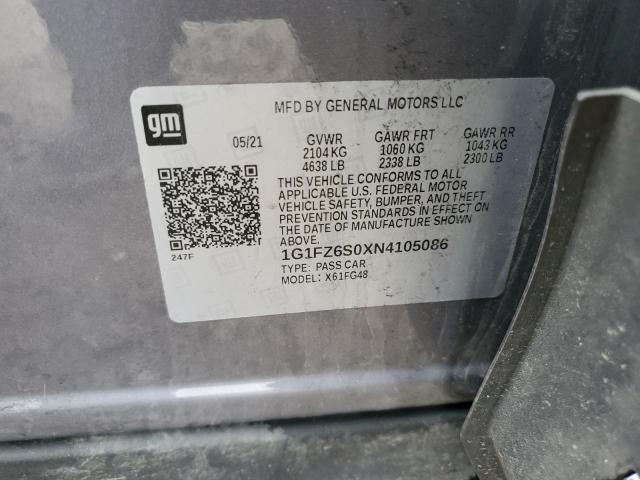 gm
MFD BY GENERAL MOTORS LLC
05/21 GVWR GAWR FRT GAWR RR
2104 KG 1060 KG 1043 KG
4638 LB 2338 LB 2300 LB
THIS VEHICLE CONFORMS TO ALL
APPLICABLE U.S. FEDERAL MOTOR
VEHICLE SAFETY, BUMPER, AND THEFT
PREVENTION STANDARDS IN EFFECT ON
THE DATE OF MANUFACTURE SHOWN
ABOVE.
247F
1G1FZ6S0XN4105086
TYPE: PASS CAR
MODEL: X61FG48